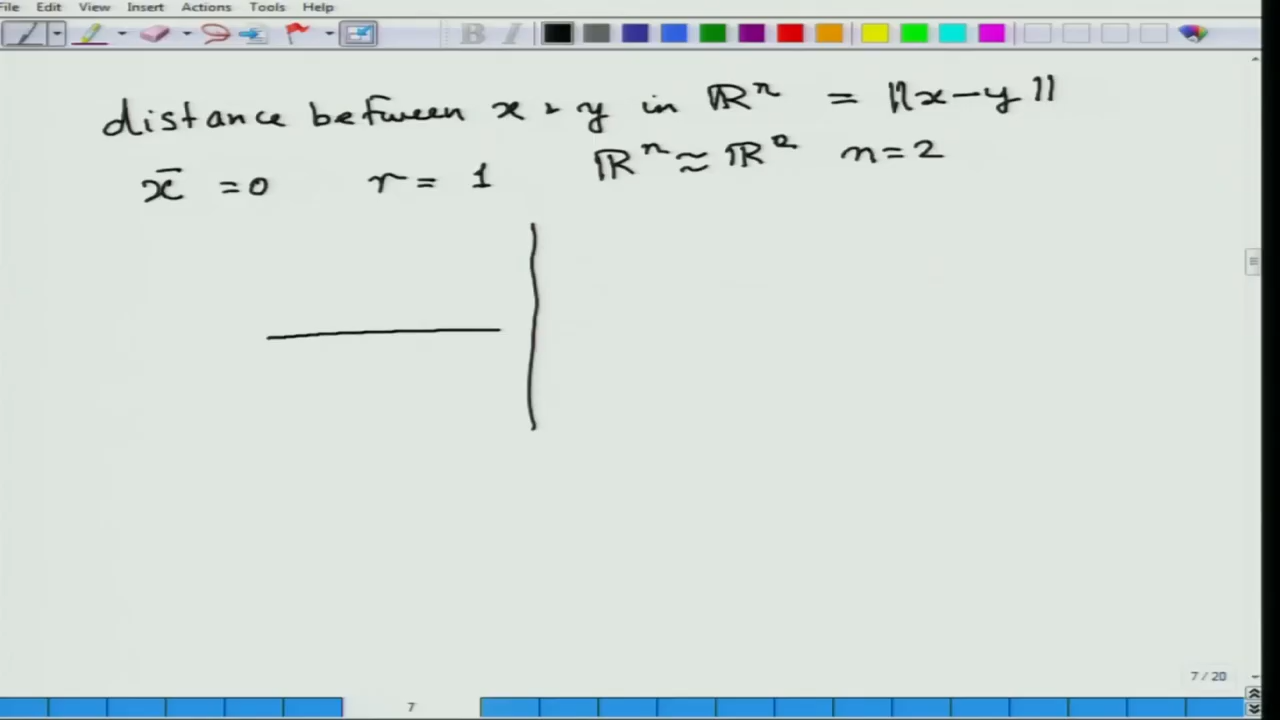 File Edit View Insert Actions Tools Help
B I
distance between x & y in ℝⁿ = ||x-y||
x̄ = 0 r = 1 ℝⁿ ≈ ℝ² n = 2
7 / 20
7